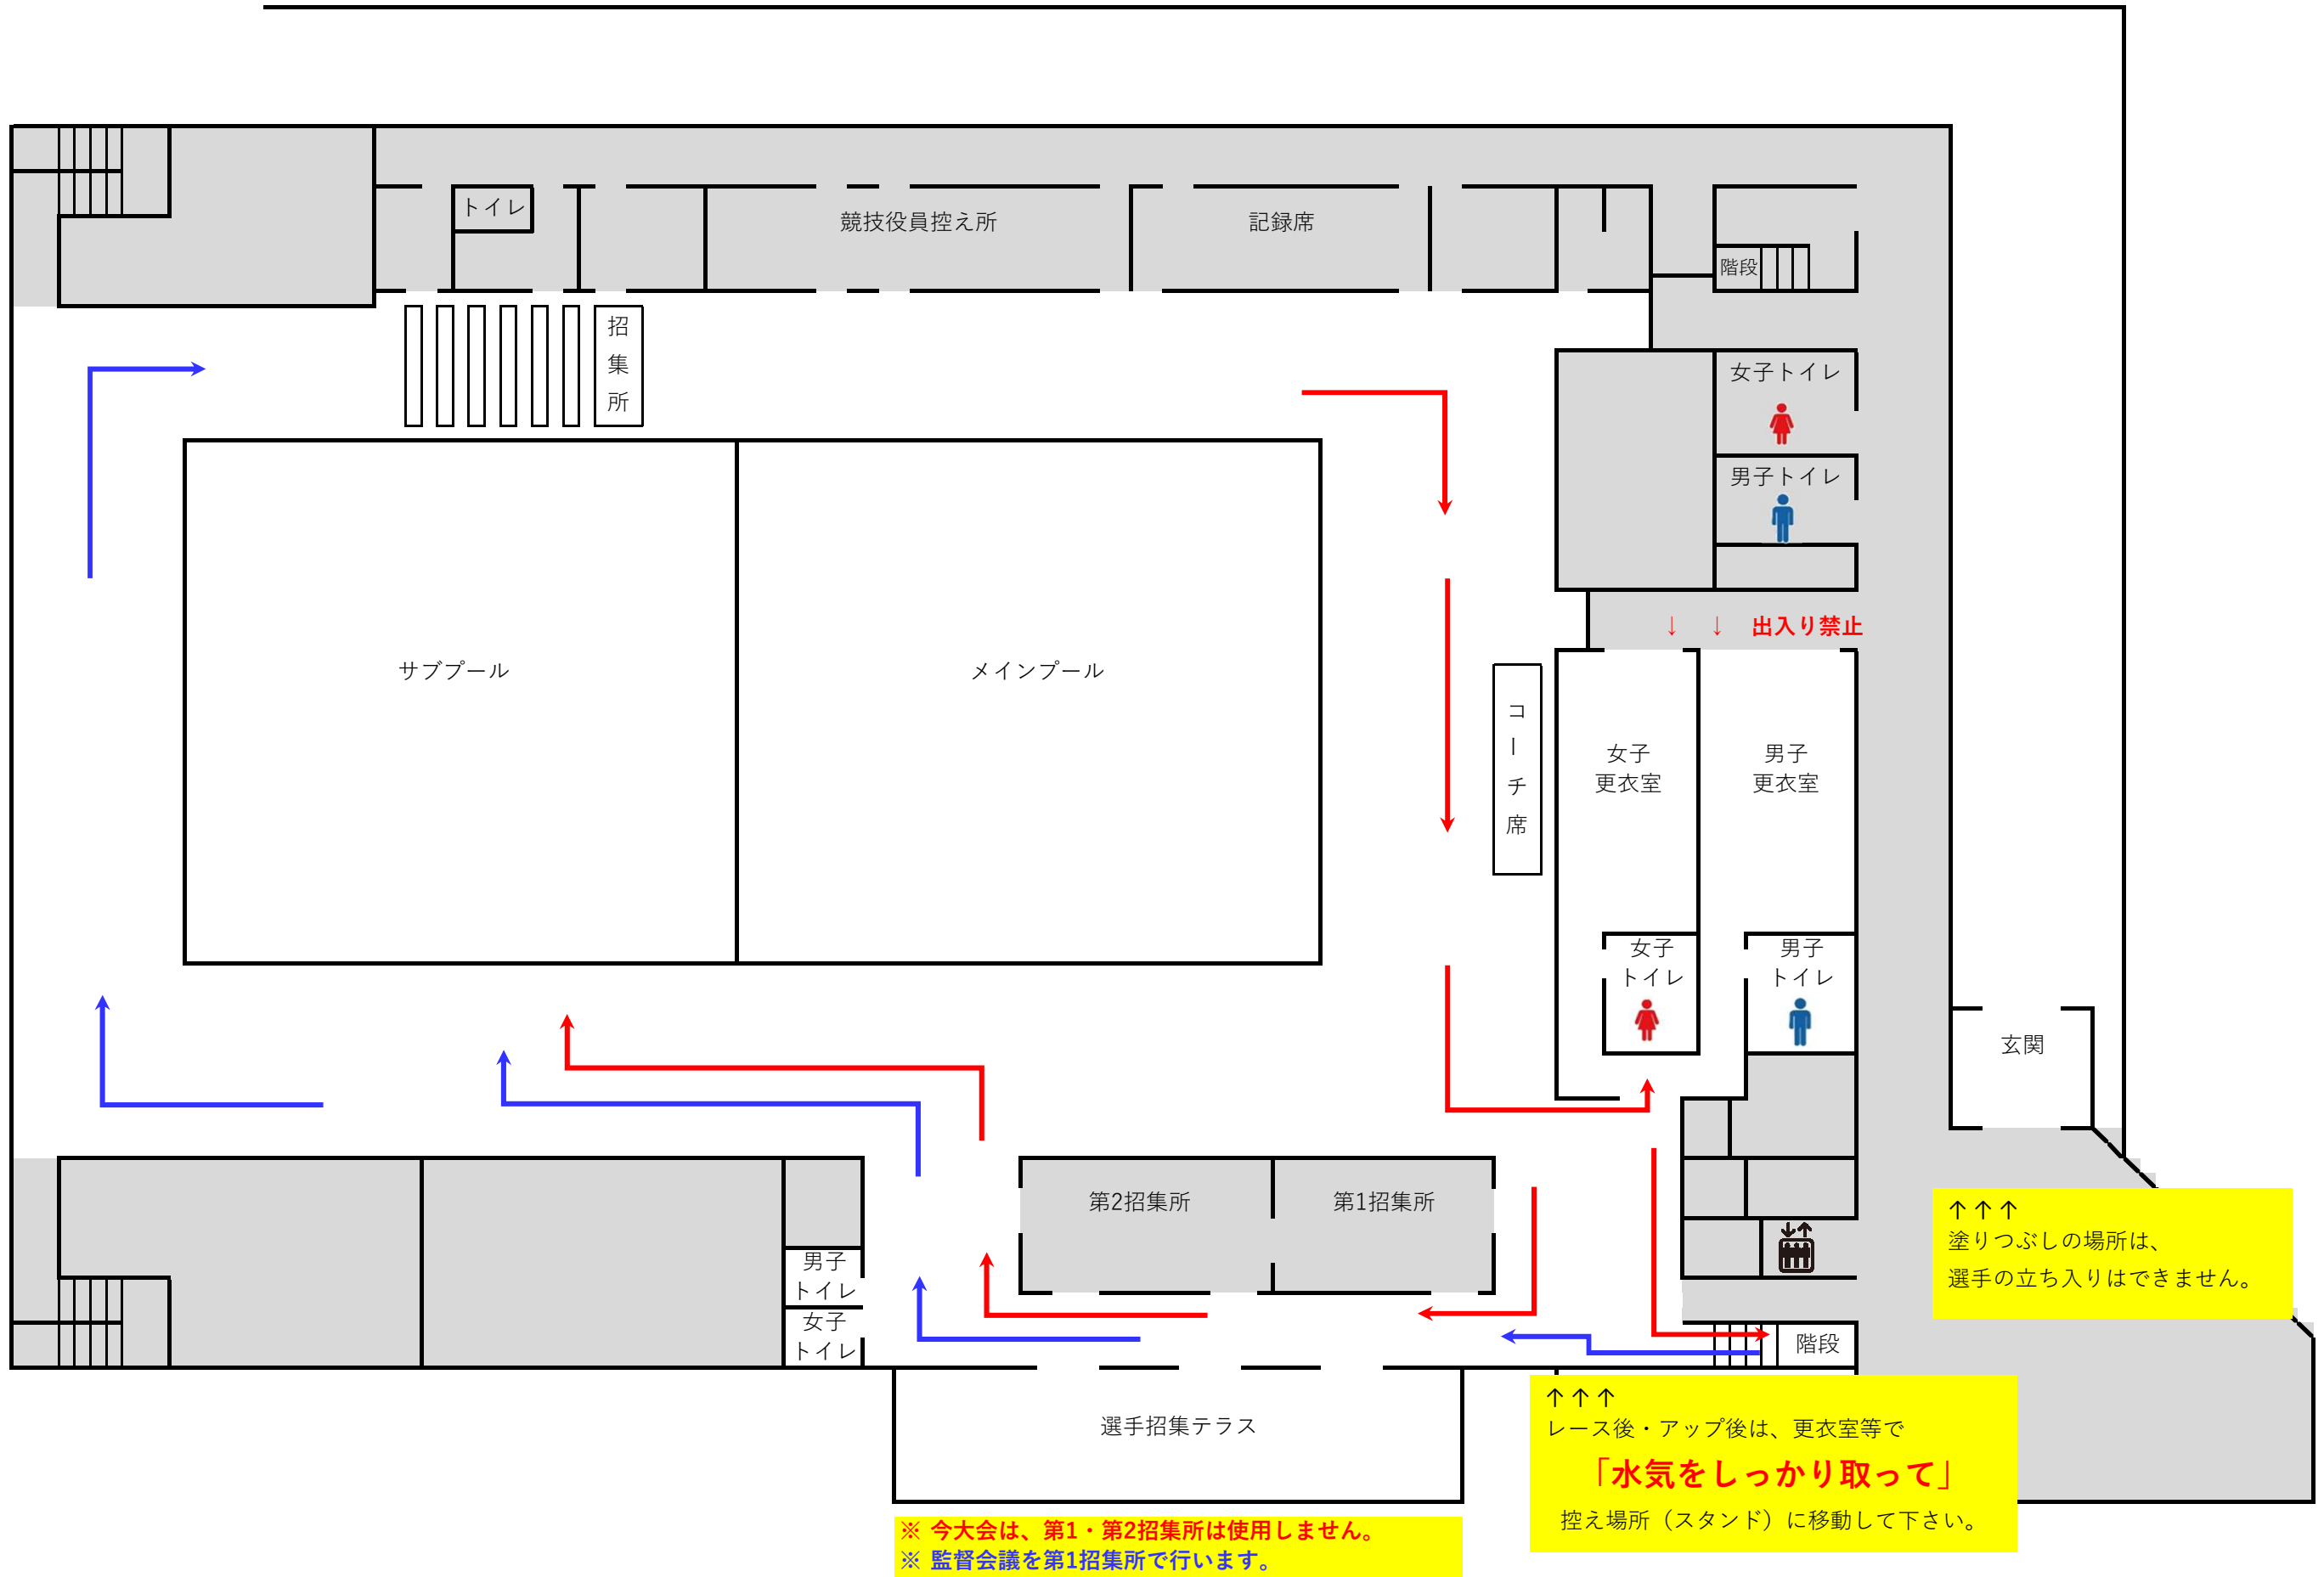 トイレ
競技役員控え所
記録席
階段
招
集
所
女子トイレ
男子トイレ
↓ ↓ 出入り禁止
サブプール
メインプール
コ
ー
チ
席
女子
更衣室
男子
更衣室
女子
トイレ
男子
トイレ
玄関
第2招集所
第1招集所
男子
トイレ
女子
トイレ
階段
↑↑↑
塗りつぶしの場所は、
選手の立ち入りはできません。
選手招集テラス
↑↑↑
レース後・アップ後は、更衣室等で
「水気をしっかり取って」
控え場所（スタンド）に移動して下さい。
※ 今大会は、第1・第2招集所は使用しません。
※ 監督会議を第1招集所で行います。